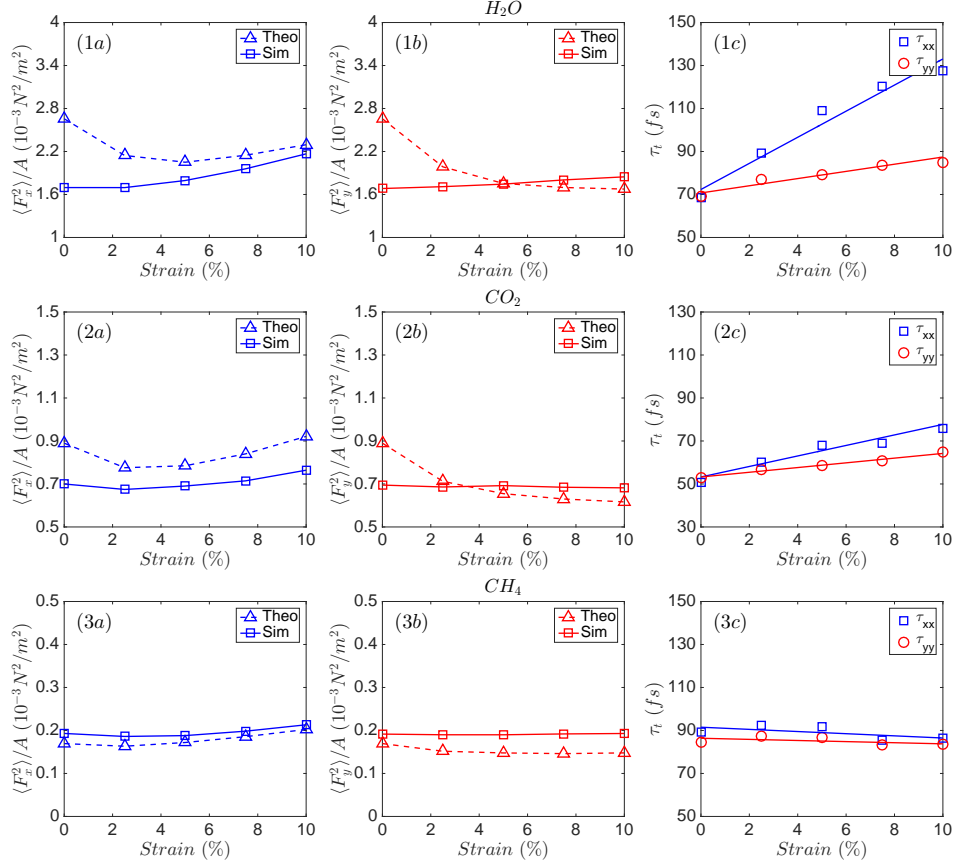 H2O
(1a)
Theo
Sim
⟨F_x^2⟩/A (10^-3 N^2/m^2)
4
3.4
2.8
2.2
1.6
1
0 2 4 6 8 10
Strain (%)
(1b)
Theo
Sim
⟨F_y^2⟩/A (10^-3 N^2/m^2)
4
3.4
2.8
2.2
1.6
1
0 2 4 6 8 10
Strain (%)
(1c)
τxx
τyy
τt (fs)
150
130
110
90
70
50
0 2 4 6 8 10
Strain (%)
CO2
(2a)
Theo
Sim
⟨F_x^2⟩/A (10^-3 N^2/m^2)
1.5
1.3
1.1
0.9
0.7
0.5
0 2 4 6 8 10
Strain (%)
(2b)
Theo
Sim
⟨F_y^2⟩/A (10^-3 N^2/m^2)
1.5
1.3
1.1
0.9
0.7
0.5
0 2 4 6 8 10
Strain (%)
(2c)
τxx
τyy
τt (fs)
130
110
90
70
50
30
0 2 4 6 8 10
Strain (%)
CH4
(3a)
Theo
Sim
⟨F_x^2⟩/A (10^-3 N^2/m^2)
0.5
0.4
0.3
0.2
0.1
0
0 2 4 6 8 10
Strain (%)
(3b)
Theo
Sim
⟨F_y^2⟩/A (10^-3 N^2/m^2)
0.5
0.4
0.3
0.2
0.1
0
0 2 4 6 8 10
Strain (%)
(3c)
τxx
τyy
τt (fs)
150
130
110
90
70
50
0 2 4 6 8 10
Strain (%)